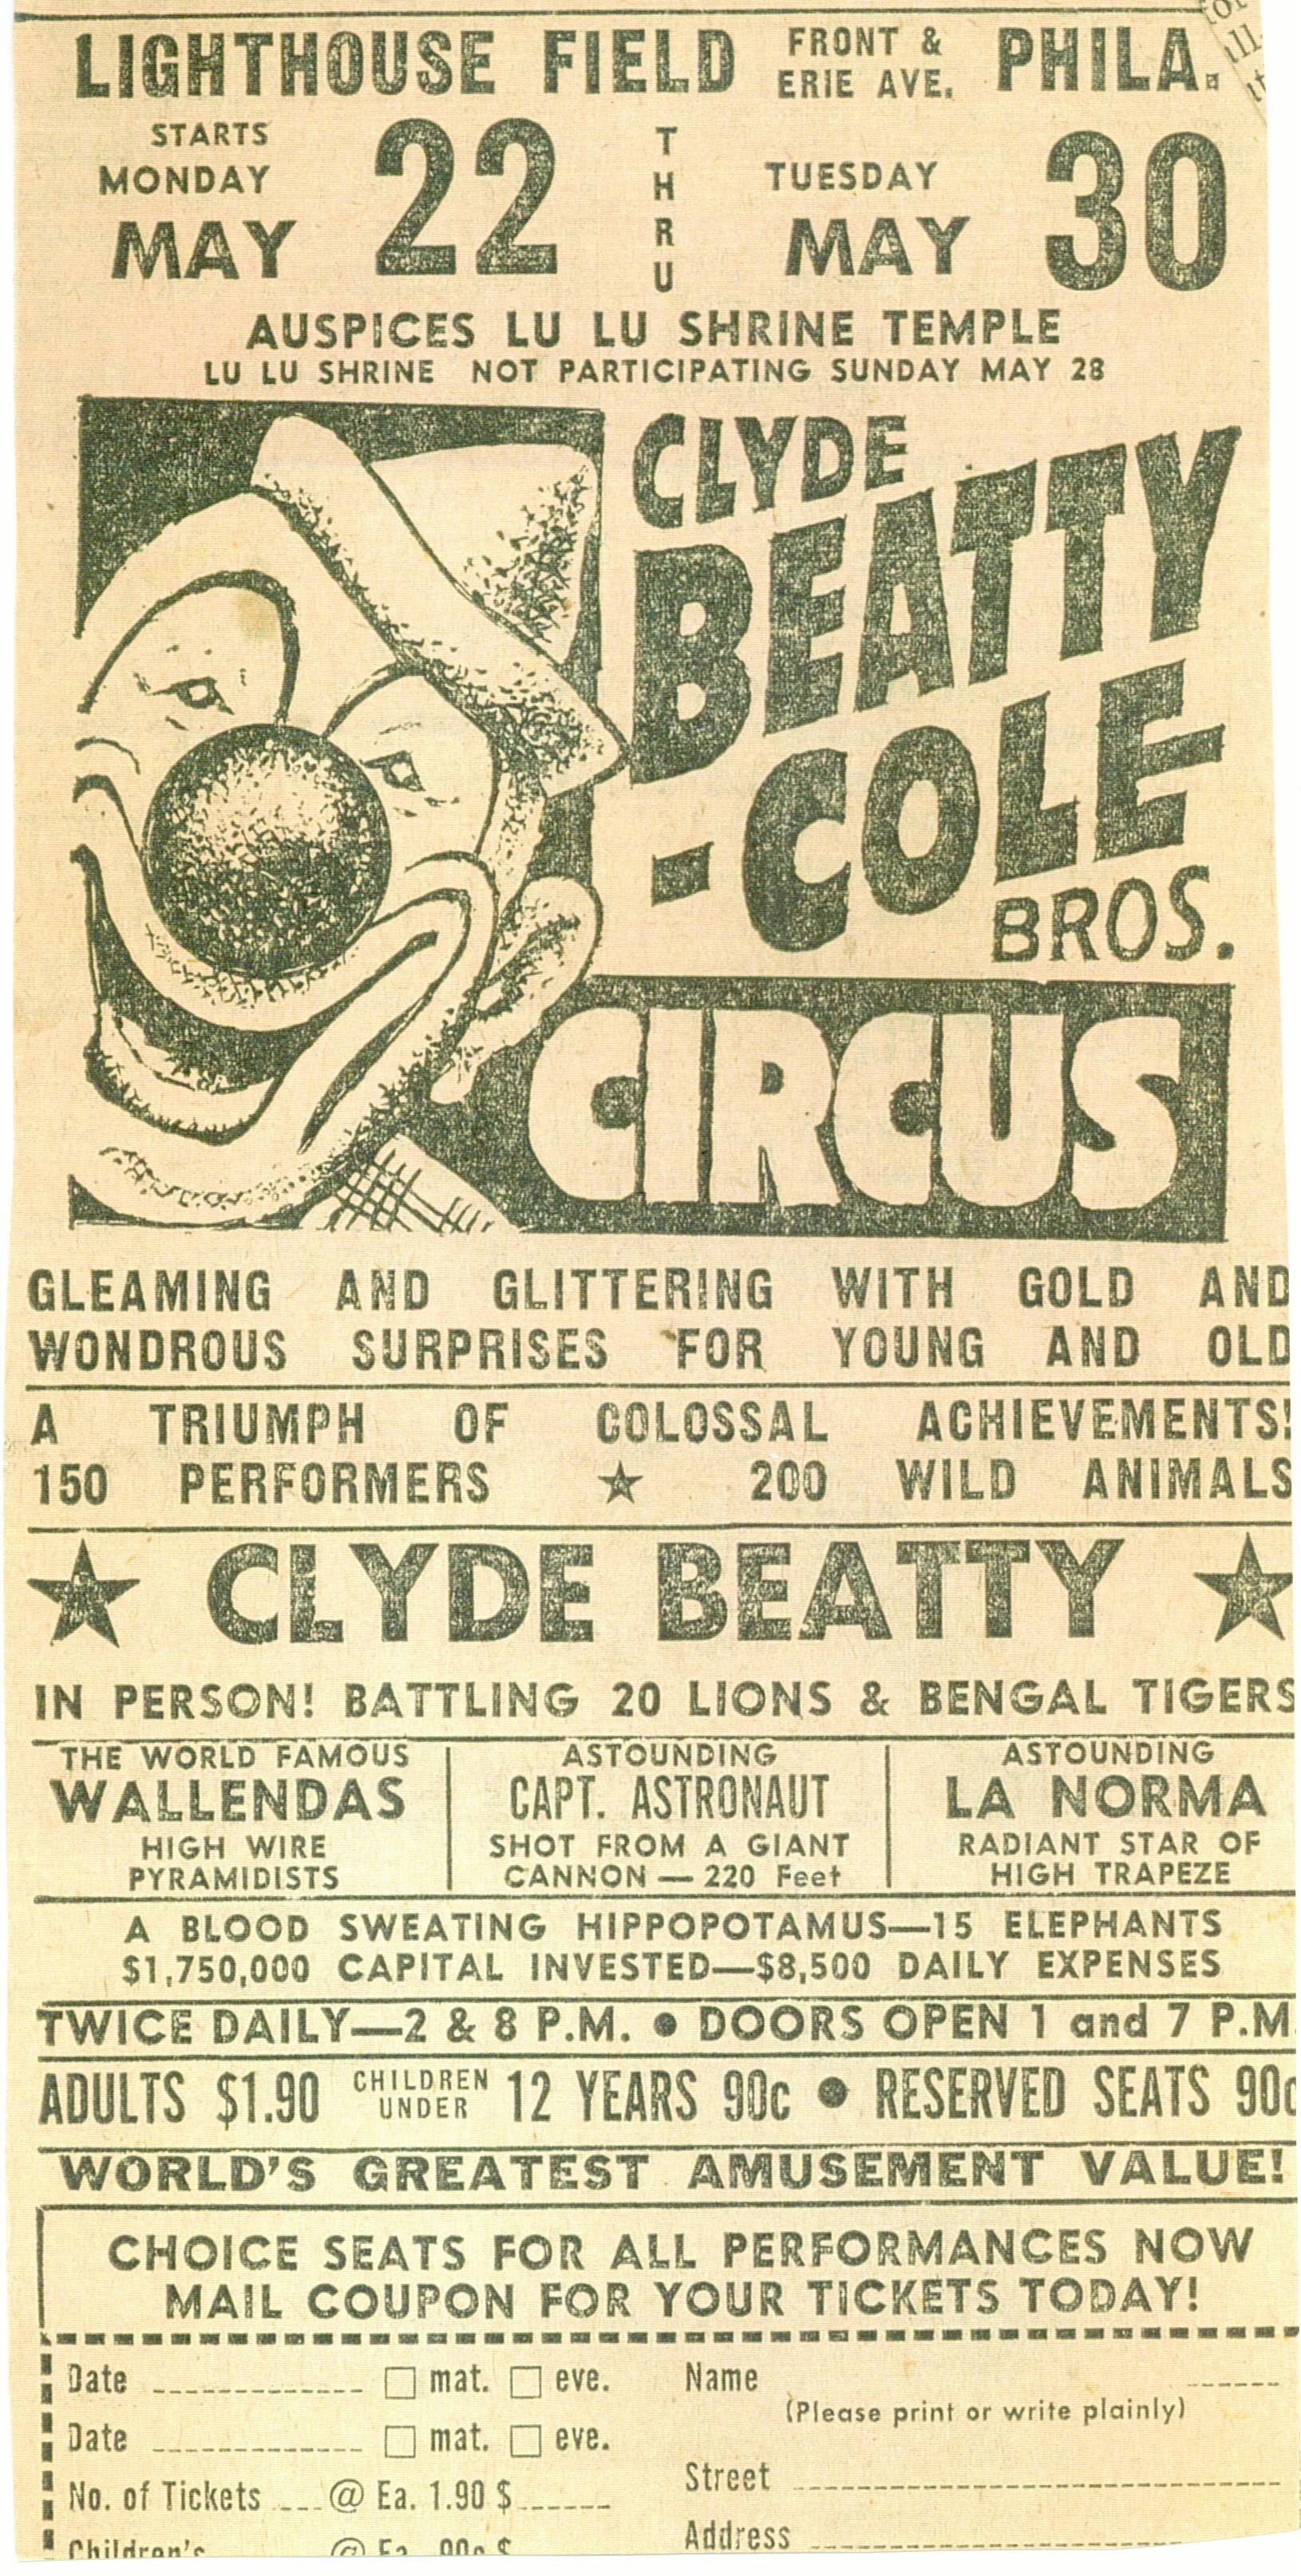 LIGHTHOUSE FIELD FRONT & ERIE AVE. PHILA.
STARTS
MONDAY
MAY 22
THRU
TUESDAY
MAY 30
AUSPICES LU LU SHRINE TEMPLE
LU LU SHRINE NOT PARTICIPATING SUNDAY MAY 28
CLYDE
BEATTY
-COLE
BROS.
CIRCUS
GLEAMING AND GLITTERING WITH GOLD AND
WONDROUS SURPRISES FOR YOUNG AND OLD
A TRIUMPH OF COLOSSAL ACHIEVEMENTS!
150 PERFORMERS ★ 200 WILD ANIMALS
★ CLYDE BEATTY ★
IN PERSON! BATTLING 20 LIONS & BENGAL TIGERS
THE WORLD FAMOUS
WALLENDAS
HIGH WIRE
PYRAMIDISTS
ASTOUNDING
CAPT. ASTRONAUT
SHOT FROM A GIANT
CANNON — 220 Feet
ASTOUNDING
LA NORMA
RADIANT STAR OF
HIGH TRAPEZE
A BLOOD SWEATING HIPPOPOTAMUS—15 ELEPHANTS
$1,750,000 CAPITAL INVESTED—$8,500 DAILY EXPENSES
TWICE DAILY—2 & 8 P.M. ● DOORS OPEN 1 and 7 P.M.
ADULTS $1.90 CHILDREN UNDER 12 YEARS 90c ● RESERVED SEATS 90c
WORLD'S GREATEST AMUSEMENT VALUE!
CHOICE SEATS FOR ALL PERFORMANCES NOW
MAIL COUPON FOR YOUR TICKETS TODAY!
Date ☐ mat. ☐ eve.
Date ☐ mat. ☐ eve.
No. of Tickets @ Ea. 1.90 $
Children's @ Ea. 90c $
Name
(Please print or write plainly)
Street
Address